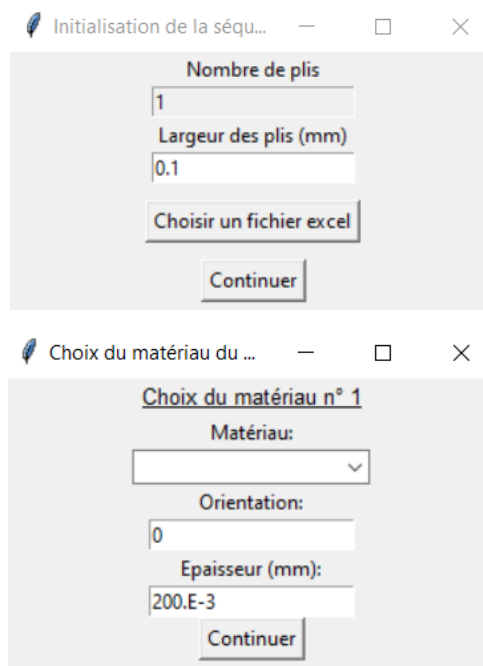 Initialisation de la séqu...
Nombre de plis
1
Largeur des plis (mm)
0.1
Choisir un fichier excel
Continuer
Choix du matériau du ...
Choix du matériau n° 1
Matériau:
Orientation:
0
Epaisseur (mm):
200.E-3
Continuer